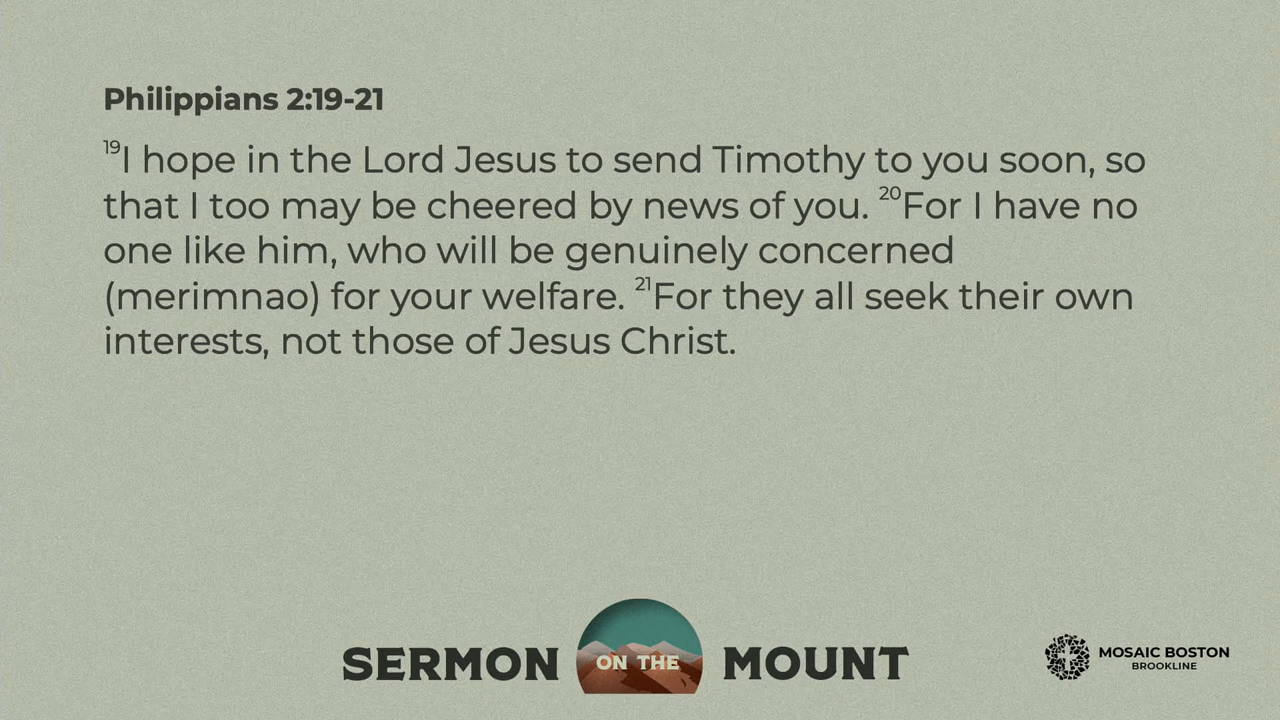 Philippians 2:19-21
19I hope in the Lord Jesus to send Timothy to you soon, so
that I too may be cheered by news of you. 20For I have no
one like him, who will be genuinely concerned
(merimnao) for your welfare. 21For they all seek their own
interests, not those of Jesus Christ.
SERMON ON THE MOUNT
MOSAIC BOSTON
BROOKLINE